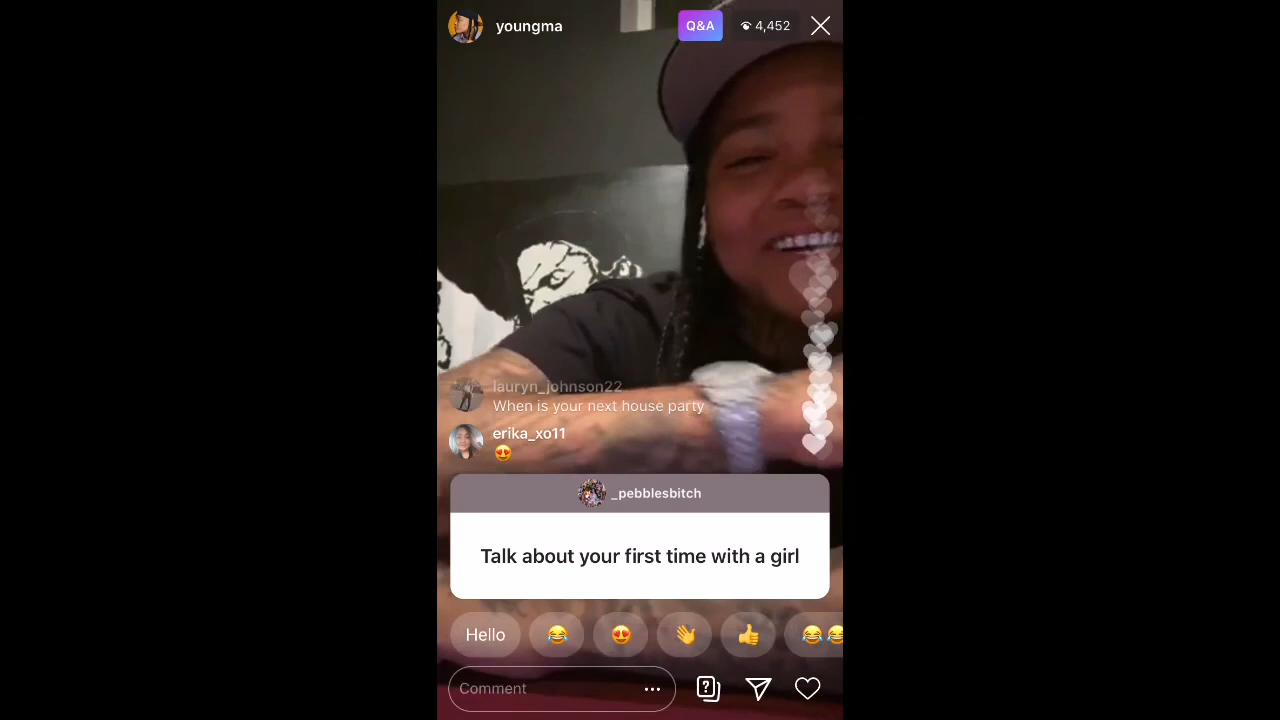 youngma
Q&A
4,452
lauryn_johnson22
When is your next house party
erika_xo11
😍
_pebblesbitch
Talk about your first time with a girl
Hello 😂 😍 👋 👍 😂😂
Comment